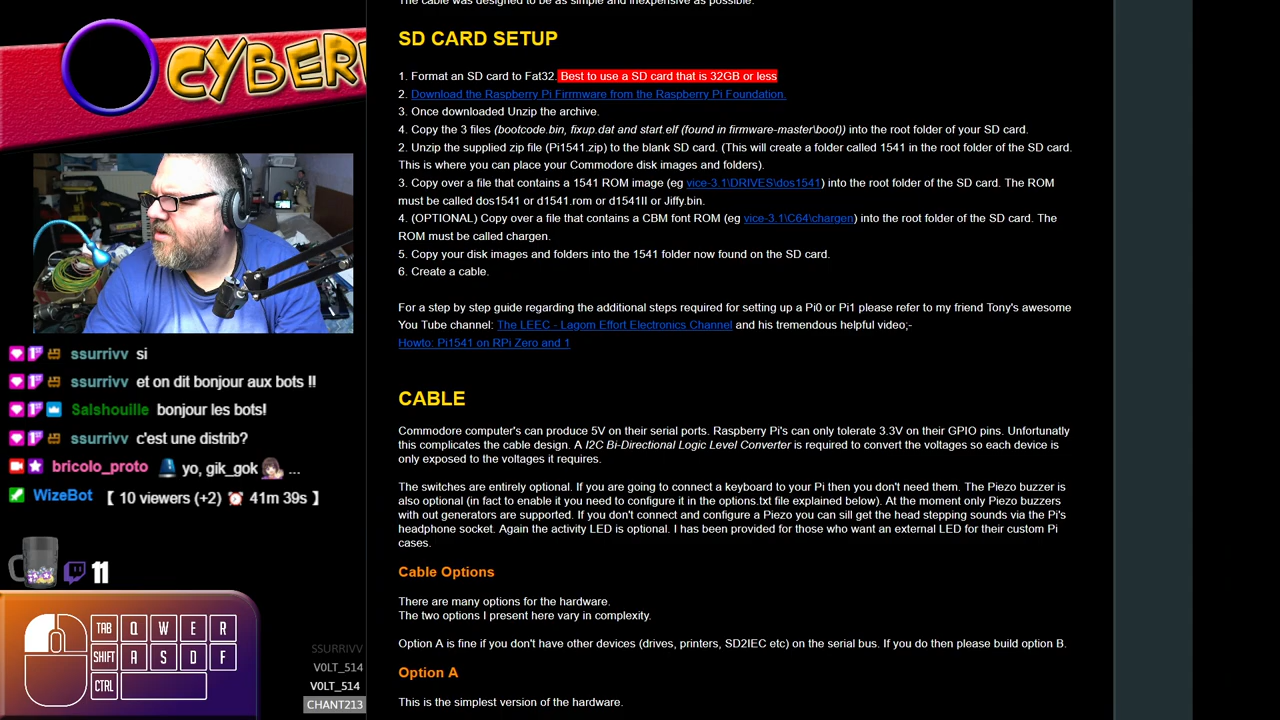 CYBER
ssurrivv si
ssurrivv et on dit bonjour aux bots !!
Salshouille bonjour les bots!
ssurrivv c'est une distrib?
bricolo_proto yo, gik_gok ...
WizeBot 【 10 viewers (+2) ⏰ 41m 39s 】
11
TAB Q W E R
SHIFT A S D F
CTRL
SSURRIVV
V0LT_514
V0LT_514
CHANT213
The cable was designed to be as simple and inexpensive as possible.
SD CARD SETUP
1. Format an SD card to Fat32. Best to use a SD card that is 32GB or less
2. Download the Raspberry Pi Firrmware from the Raspberry Pi Foundation.
3. Once downloaded Unzip the archive.
4. Copy the 3 files (bootcode.bin, fixup.dat and start.elf (found in firmware-master\boot)) into the root folder of your SD card.
2. Unzip the supplied zip file (Pi1541.zip) to the blank SD card. (This will create a folder called 1541 in the root folder of the SD card.
This is where you can place your Commodore disk images and folders).
3. Copy over a file that contains a 1541 ROM image (eg vice-3.1\DRIVES\dos1541) into the root folder of the SD card. The ROM
must be called dos1541 or d1541.rom or d1541II or Jiffy.bin.
4. (OPTIONAL) Copy over a file that contains a CBM font ROM (eg vice-3.1\C64\chargen) into the root folder of the SD card. The
ROM must be called chargen.
5. Copy your disk images and folders into the 1541 folder now found on the SD card.
6. Create a cable.
For a step by step guide regarding the additional steps required for setting up a Pi0 or Pi1 please refer to my friend Tony's awesome
You Tube channel: The LEEC - Lagom Effort Electronics Channel and his tremendous helpful video;-
Howto: Pi1541 on RPi Zero and 1
CABLE
Commodore computer's can produce 5V on their serial ports. Raspberry Pi's can only tolerate 3.3V on their GPIO pins. Unfortunatly
this complicates the cable design. A I2C Bi-Directional Logic Level Converter is required to convert the voltages so each device is
only exposed to the voltages it requires.
The switches are entirely optional. If you are going to connect a keyboard to your Pi then you don't need them. The Piezo buzzer is
also optional (in fact to enable it you need to configure it in the options.txt file explained below). At the moment only Piezo buzzers
with out generators are supported. If you don't connect and configure a Piezo you can sill get the head stepping sounds via the Pi's
headphone socket. Again the activity LED is optional. I has been provided for those who want an external LED for their custom Pi
cases.
Cable Options
There are many options for the hardware.
The two options I present here vary in complexity.
Option A is fine if you don't have other devices (drives, printers, SD2IEC etc) on the serial bus. If you do then please build option B.
Option A
This is the simplest version of the hardware.